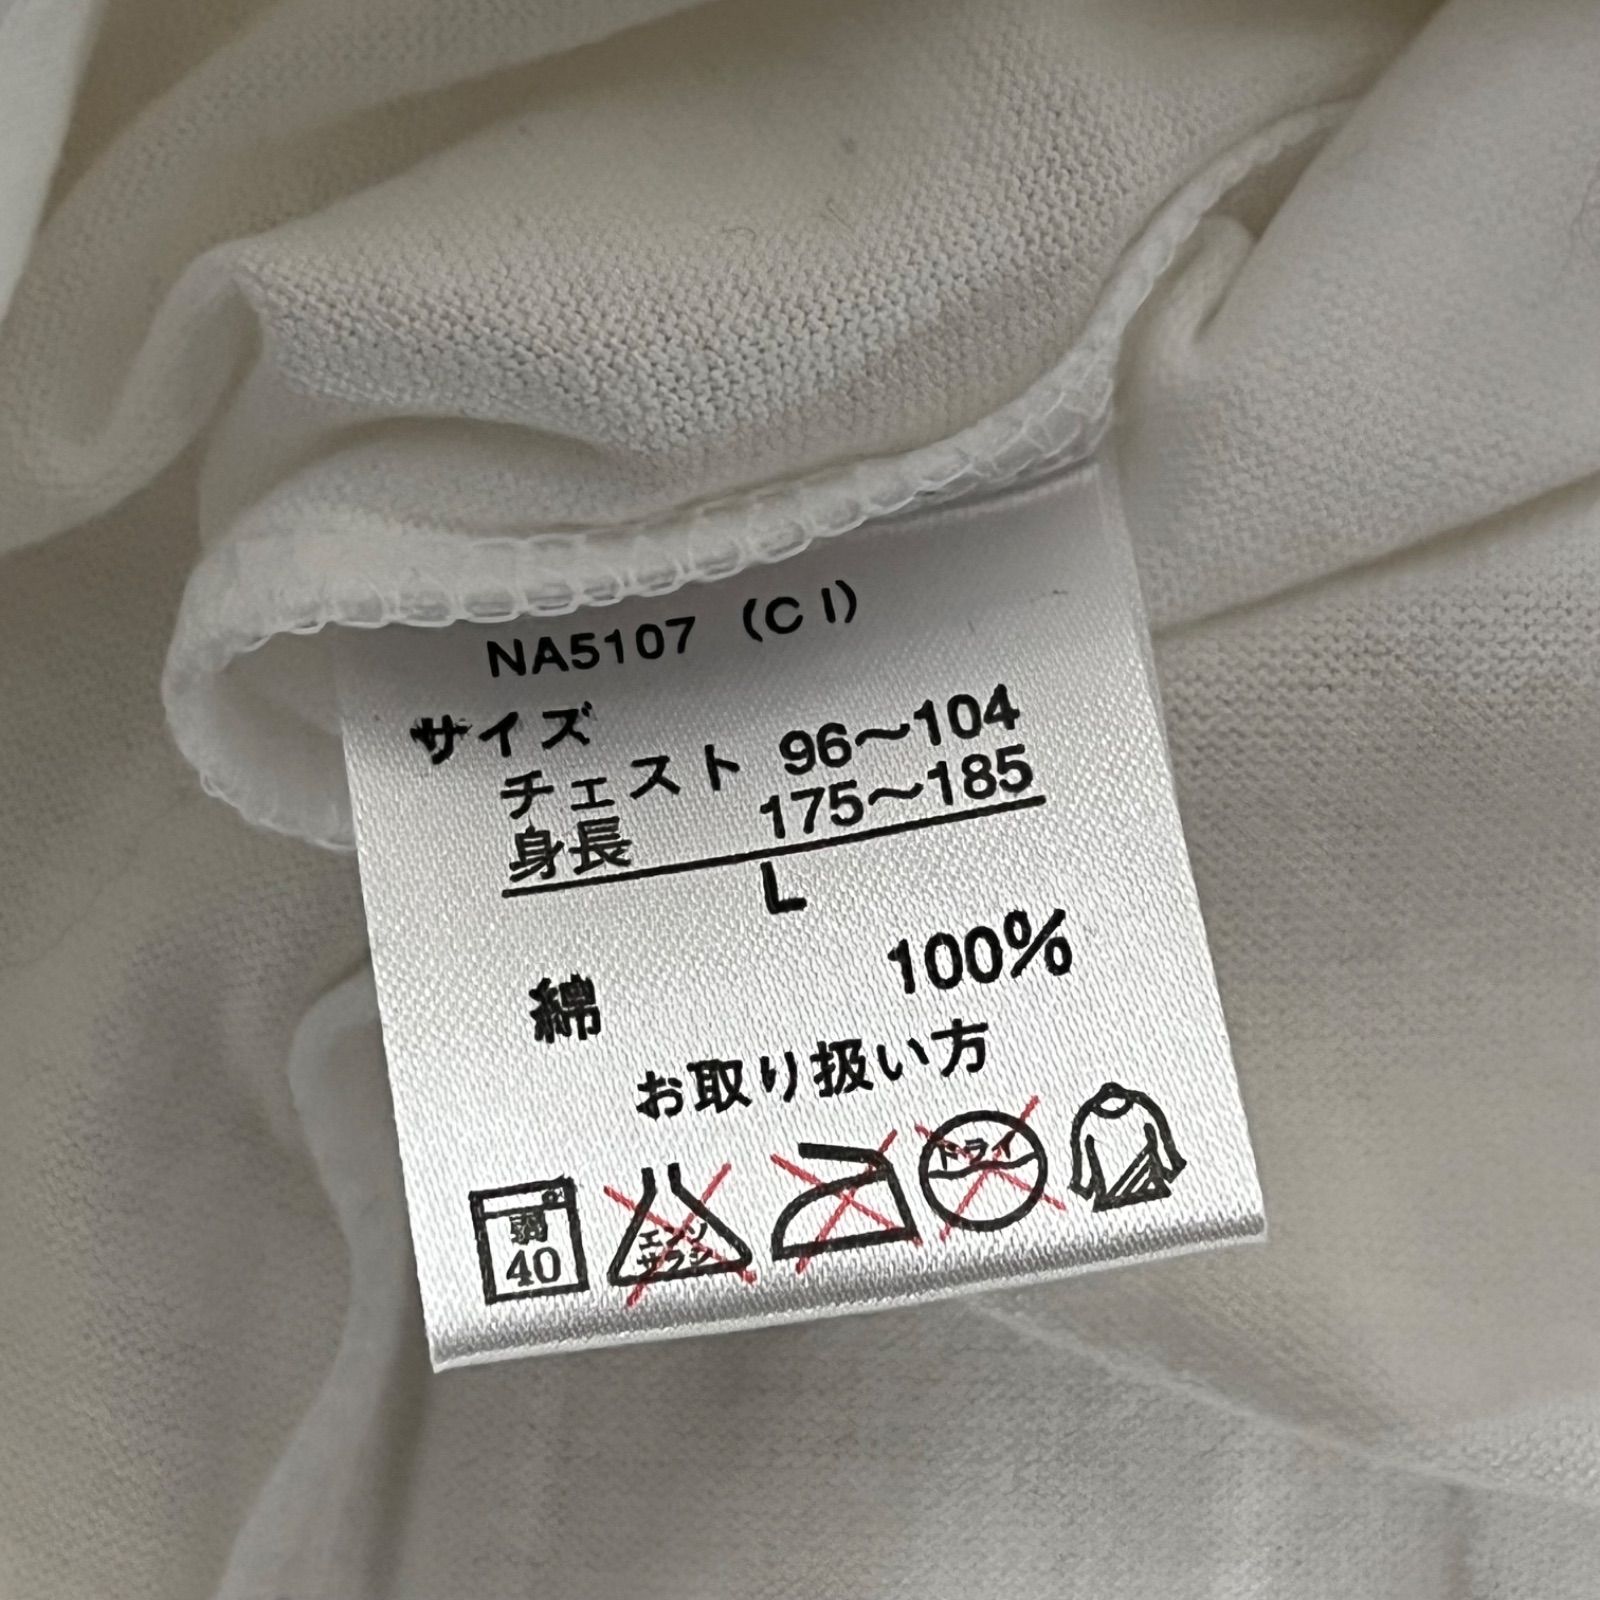 NA5107 (CI)
サイズ
チェスト 96～104
身長 175～185
L
綿 100%
お取り扱い方
弱
40
エンソ
サラシ
ドライ